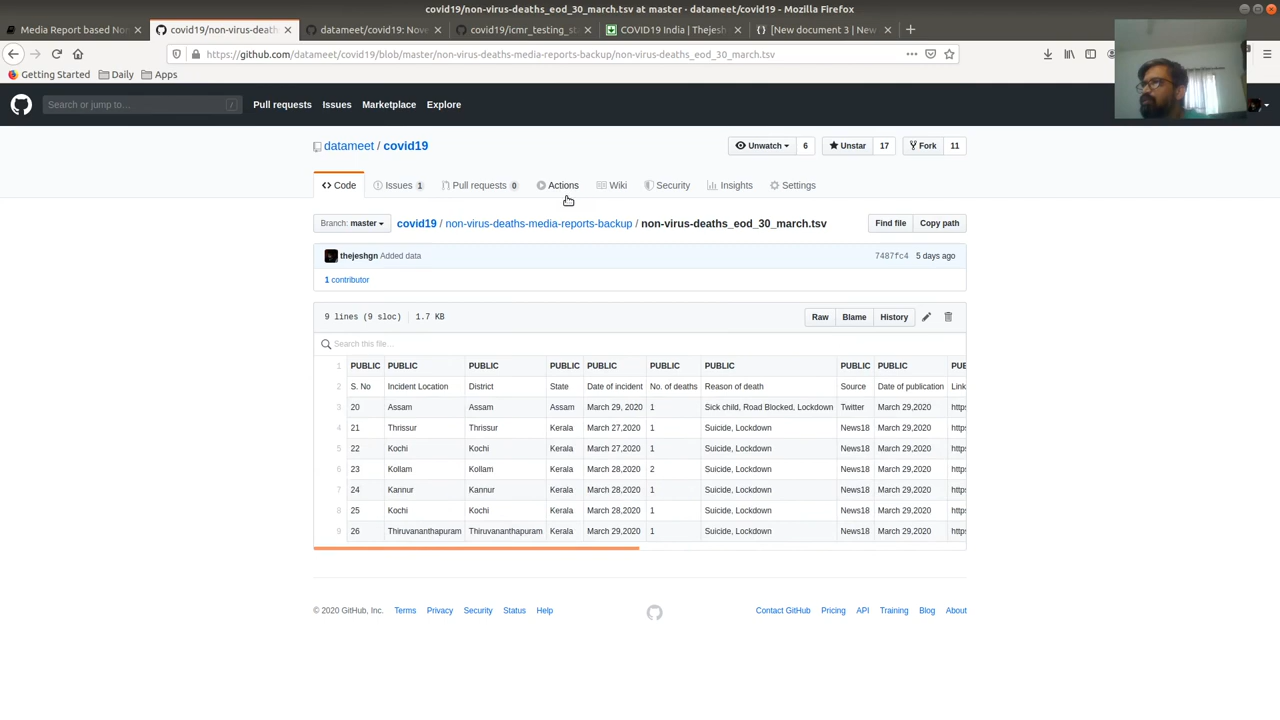 covid19/non-virus-deaths_eod_30_march.tsv at master · datameet/covid19 - Mozilla Firefox
Media Report based No
covid19/non-virus-death
datameet/covid19: Nove
covid19/icmr_testing_st
COVID19 India | Thejesh
{} [New document 3 | New
https://github.com/datameet/covid19/blob/master/non-virus-deaths-media-reports-backup/non-virus-deaths_eod_30_march.tsv
Getting Started Daily Apps
Search or jump to… / Pull requests Issues Marketplace Explore
datameet / covid19 Unwatch 6 Unstar 17 Fork 11
Code Issues 1 Pull requests 0 Actions Wiki Security Insights Settings
Branch: master covid19 / non-virus-deaths-media-reports-backup / non-virus-deaths_eod_30_march.tsv Find file Copy path
thejeshgn Added data 7487fc4 5 days ago
1 contributor
9 lines (9 sloc) 1.7 KB Raw Blame History
Search this file…
1 PUBLIC PUBLIC PUBLIC PUBLIC PUBLIC PUBLIC PUBLIC PUBLIC PUBLIC PUB
2 S. No Incident Location District State Date of incident No. of deaths Reason of death Source Date of publication Link
3 20 Assam Assam Assam March 29, 2020 1 Sick child, Road Blocked, Lockdown Twitter March 29,2020 https
4 21 Thrissur Thrissur Kerala March 27,2020 1 Suicide, Lockdown News18 March 29,2020 https
5 22 Kochi Kochi Kerala March 27,2020 1 Suicide, Lockdown News18 March 29,2020 https
6 23 Kollam Kollam Kerala March 28,2020 2 Suicide, Lockdown News18 March 29,2020 https
7 24 Kannur Kannur Kerala March 28,2020 1 Suicide, Lockdown News18 March 29,2020 https
8 25 Kochi Kochi Kerala March 28,2020 1 Suicide, Lockdown News18 March 29,2020 https
9 26 Thiruvananthapuram Thiruvananthapuram Kerala March 29,2020 1 Suicide, Lockdown News18 March 29,2020 https
© 2020 GitHub, Inc. Terms Privacy Security Status Help Contact GitHub Pricing API Training Blog About